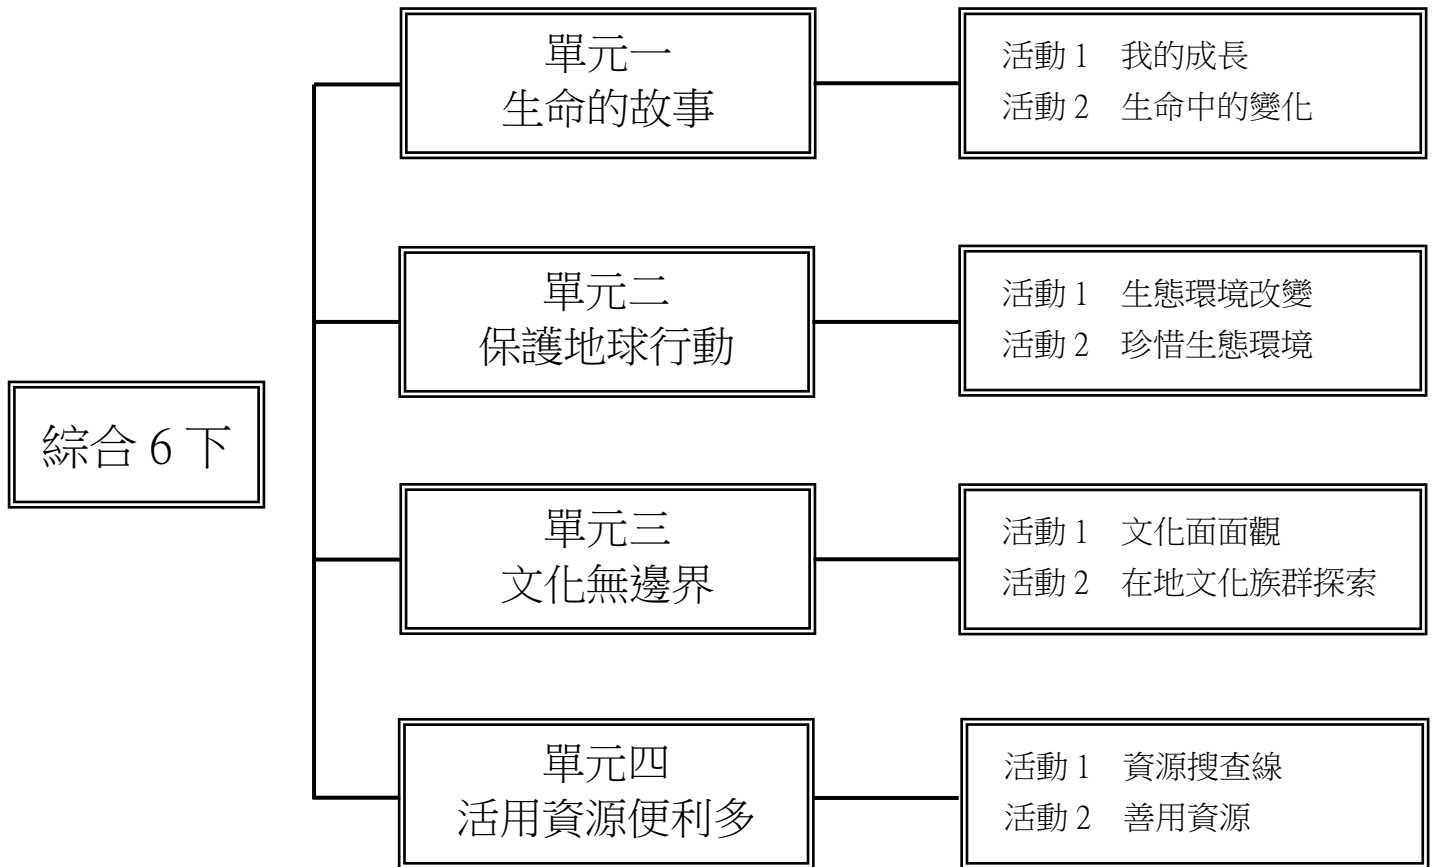 綜合 6 下
單元一
生命的故事
活動 1 我的成長
活動 2 生命中的變化
單元二
保護地球行動
活動 1 生態環境改變
活動 2 珍惜生態環境
單元三
文化無邊界
活動 1 文化面面觀
活動 2 在地文化族群探索
單元四
活用資源便利多
活動 1 資源搜查線
活動 2 善用資源